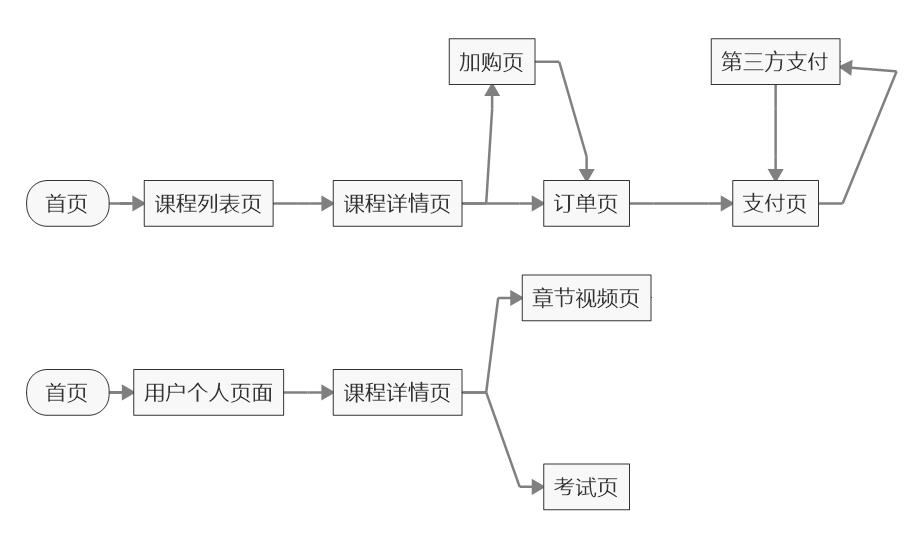 加购页
第三方支付
首页
课程列表页
课程详情页
订单页
支付页
章节视频页
首页
用户个人页面
课程详情页
考试页